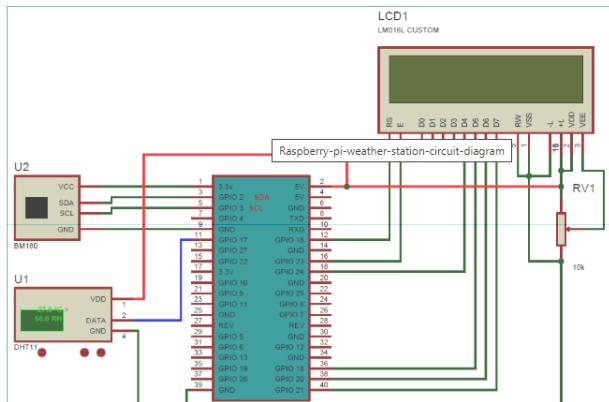 LCD1
LM016L CUSTOM
RS E D0 D1 D2 D3 D4 D5 D6 D7 RW VSS -L +L VDD VEE
1 16 2 3
Raspberry-pi-weather-station-circuit-diagram
RV1
10k
U2
VCC
SDA
SCL
GND
BM180
U1
VDD
DATA
GND
1
2
4
DHT11
1 3.3v 5V 2
3 GPIO 2 SDA 5V 4
5 GPIO 3 SCL GND 6
7 GPIO 4 TXD 8
9 GND RXD 10
11 GPIO 17 GPIO 18 12
13 GPIO 27 GND 14
15 GPIO 22 GPIO 23 16
17 3.3V GPIO 24 18
19 GPIO 10 GND 20
21 GPIO 9 GPIO 25 22
23 GPIO 11 GPIO 8 24
25 GND GPIO 7 26
27 REV REV 28
29 GPIO 5 GND 30
31 GPIO 6 GPIO 12 32
33 GPIO 13 GND 34
35 GPIO 19 GPIO 16 36
37 GPIO 26 GPIO 20 38
39 GND GPIO 21 40